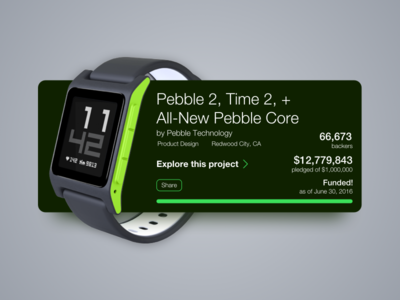 Pebble 2, Time 2, +
All-New Pebble Core
by Pebble Technology
Product Design Redwood City, CA
Explore this project
Share
66,673
backers
$12,779,843
pledged of $1,000,000
Funded!
as of June 30, 2016
11
42